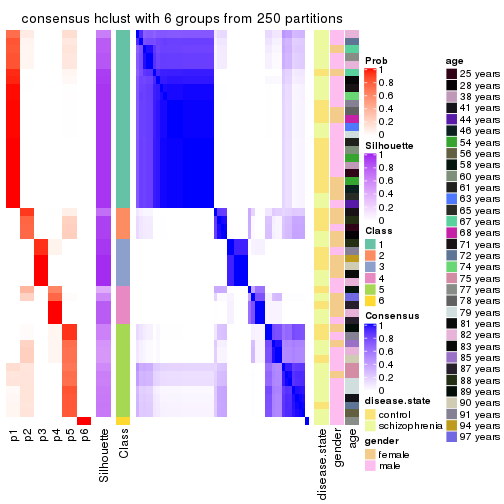 consensus hclust with 6 groups from 250 partitions
p1
p2
p3
p4
p5
p6
Silhouette
Class
disease.state
gender
age
Prob
1
0.8
0.6
0.4
0.2
0
Silhouette
1
0.8
0.6
0.4
0.2
0
Class
1
2
3
4
5
6
Consensus
1
0.8
0.6
0.4
0.2
0
disease.state
control
schizophrenia
gender
female
male
age
25 years
28 years
38 years
41 years
44 years
46 years
54 years
56 years
58 years
60 years
61 years
63 years
65 years
67 years
68 years
71 years
72 years
74 years
75 years
77 years
78 years
79 years
81 years
82 years
83 years
85 years
87 years
88 years
89 years
90 years
91 years
94 years
97 years